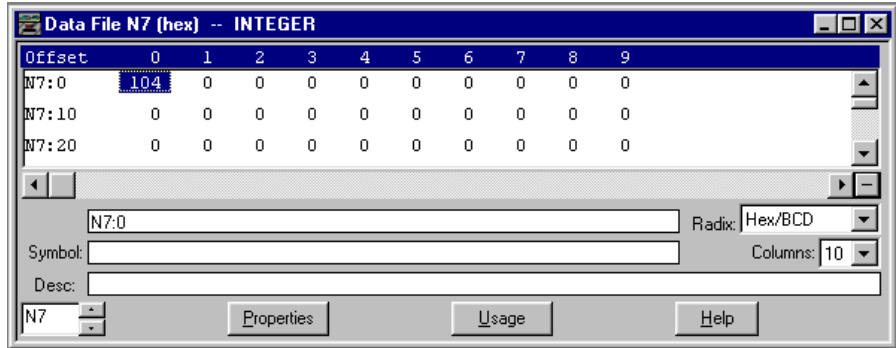 Data File N7 (hex) -- INTEGER
Offset 0 1 2 3 4 5 6 7 8 9
N7:0 104 0 0 0 0 0 0 0 0 0
N7:10 0 0 0 0 0 0 0 0 0 0
N7:20 0 0 0 0 0 0 0 0 0 0
N7:0 Radix: Hex/BCD
Symbol: Columns: 10
Desc:
N7 Properties Usage Help